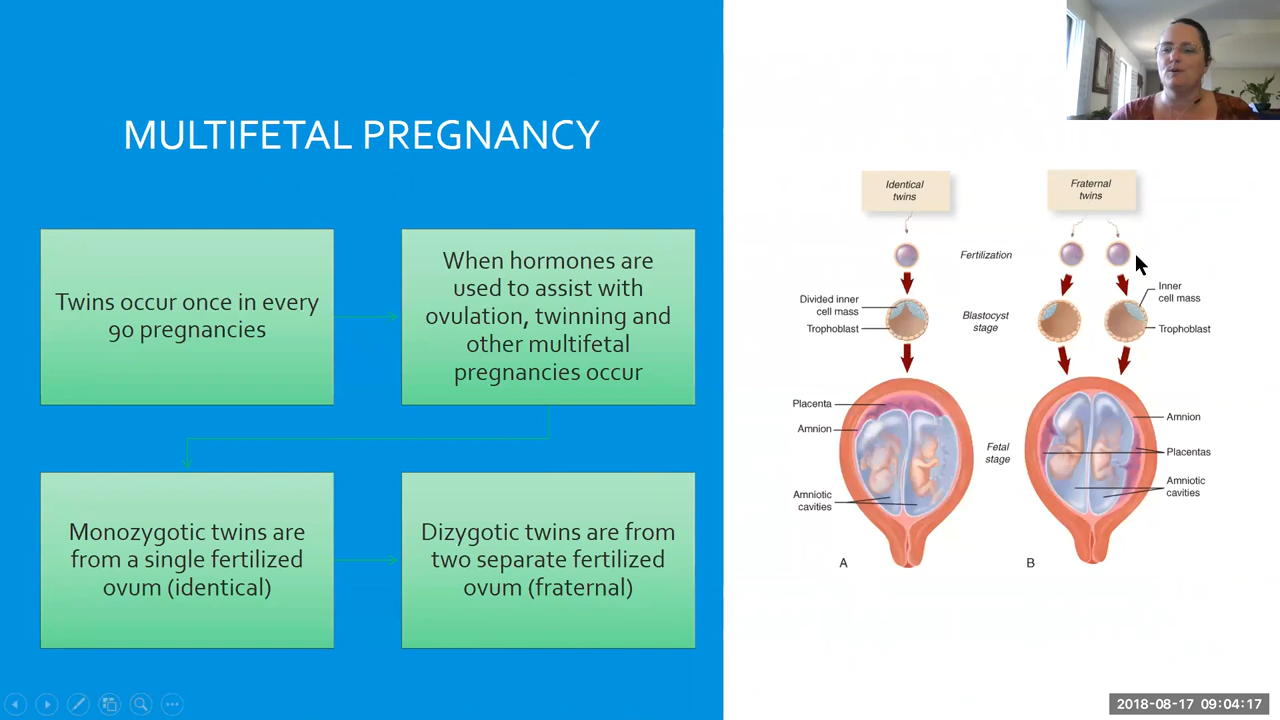 MULTIFETAL PREGNANCY
Twins occur once in every
90 pregnancies
When hormones are
used to assist with
ovulation, twinning and
other multifetal
pregnancies occur
Monozygotic twins are
from a single fertilized
ovum (identical)
Dizygotic twins are from
two separate fertilized
ovum (fraternal)
Identical
twins
Fraternal
twins
Fertilization
Divided inner
cell mass
Trophoblast
Blastocyst
stage
Inner
cell mass
Trophoblast
Placenta
Amnion
Amniotic
cavities
Fetal
stage
Amnion
Placentas
Amniotic
cavities
A
B
2018-08-17 09:04:17